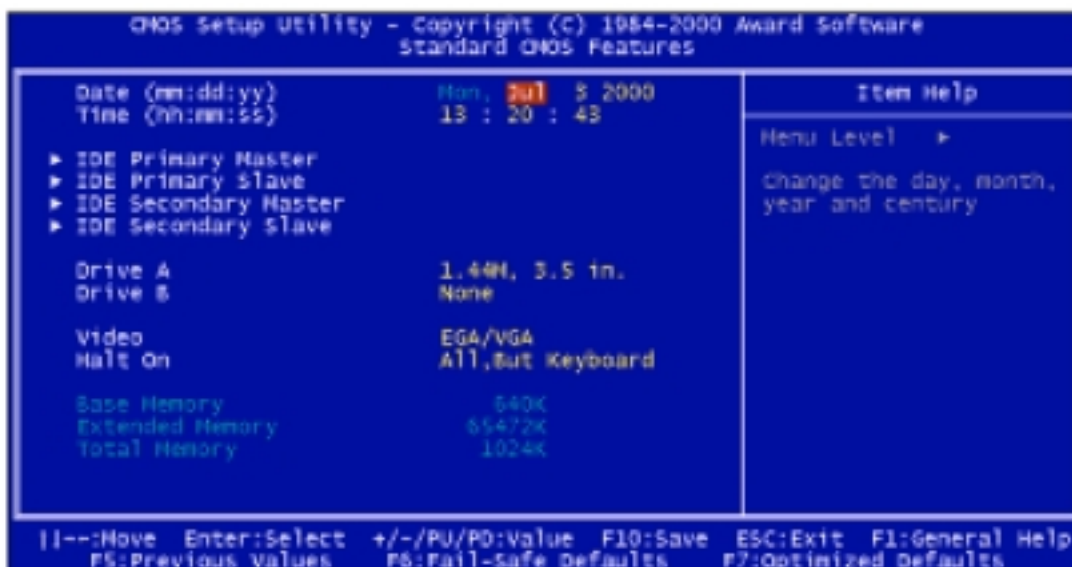 CMOS Setup Utility - Copyright (C) 1984-2000 Award Software
Standard CMOS Features
Date (mm:dd:yy) Mon, Jul 3 2000
Time (hh:mm:ss) 13 : 20 : 43
► IDE Primary Master
► IDE Primary Slave
► IDE Secondary Master
► IDE Secondary Slave
Drive A 1.44M, 3.5 in.
Drive B None
Video EGA/VGA
Halt On All,But Keyboard
Base Memory 640K
Extended Memory 65472K
Total Memory 1024K
Item Help
Menu Level ►
Change the day, month,
year and century
||--:Move Enter:Select +/-/PU/PD:Value F10:Save ESC:Exit F1:General Help
F5:Previous Values F6:Fail-Safe Defaults F7:Optimized Defaults